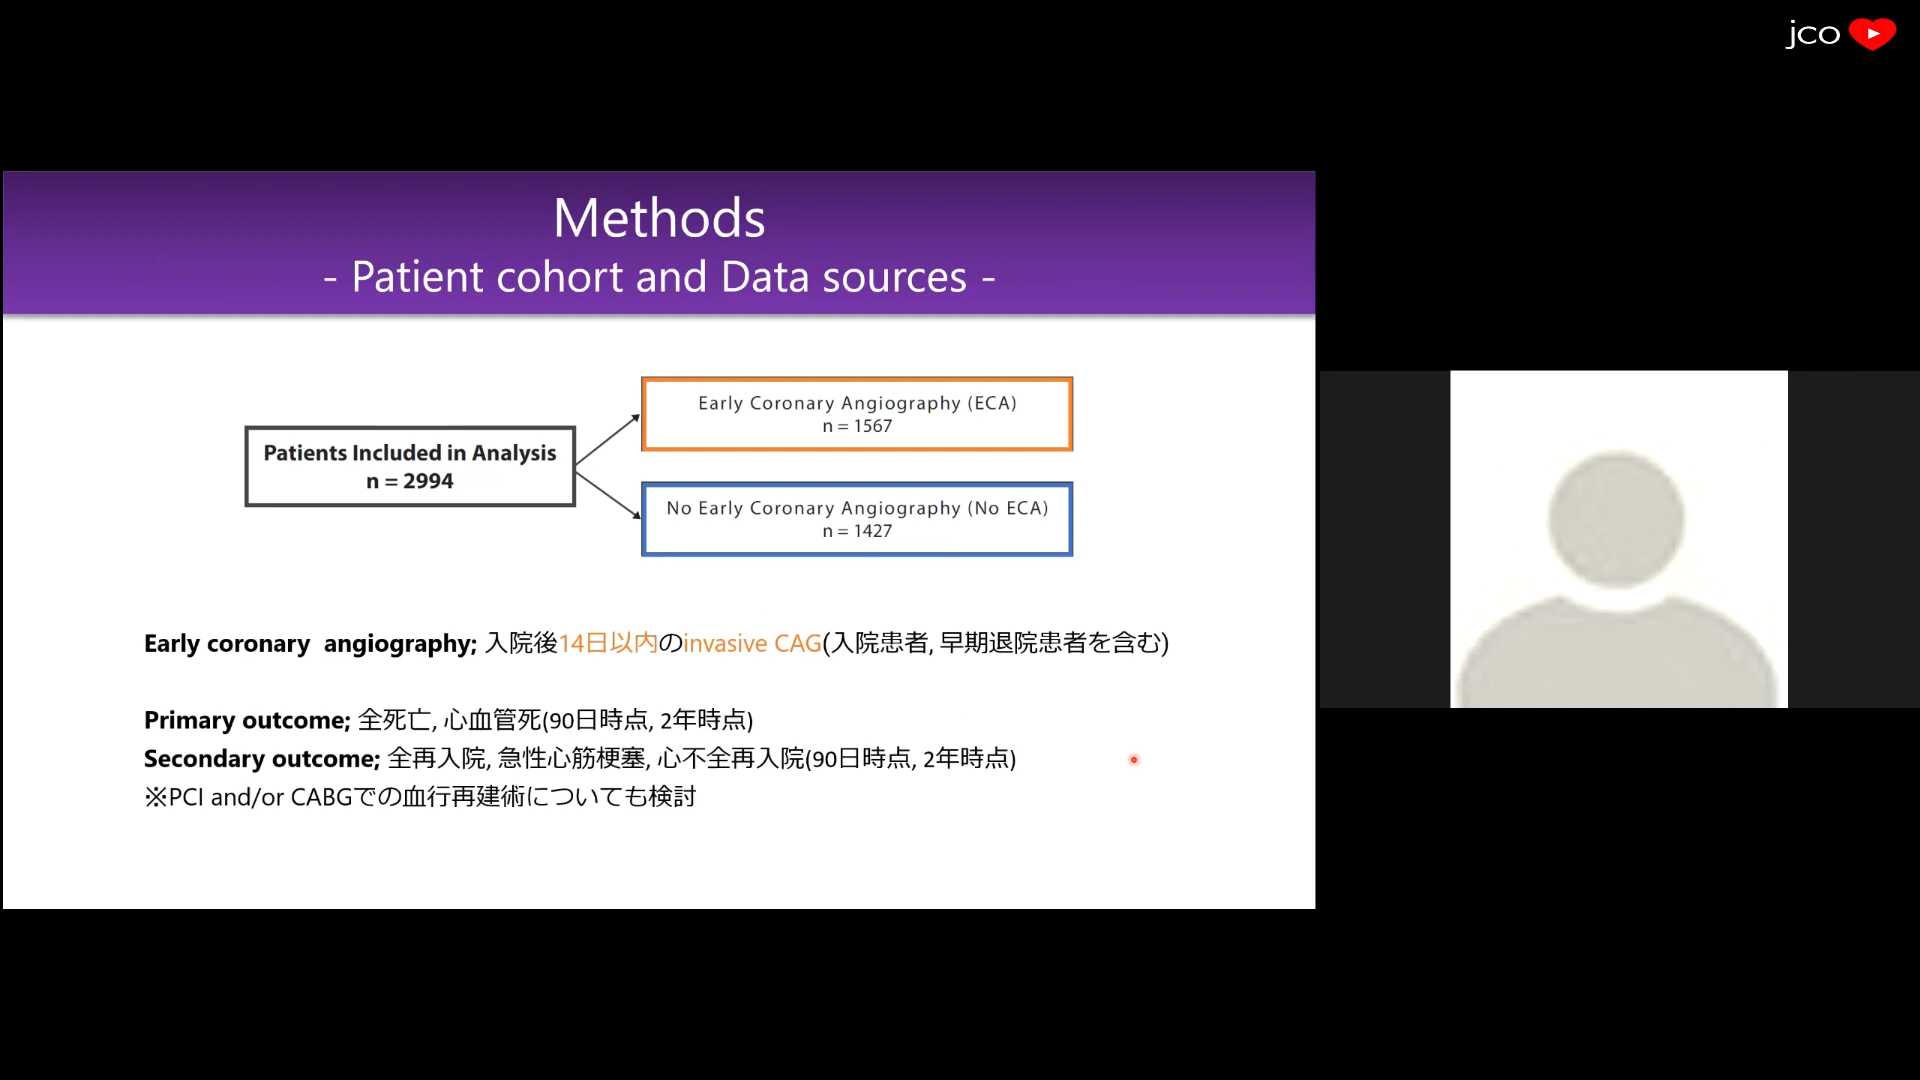 jco
Methods
- Patient cohort and Data sources -
Patients Included in Analysis
n = 2994
Early Coronary Angiography (ECA)
n = 1567
No Early Coronary Angiography (No ECA)
n = 1427
Early coronary angiography; 入院後14日以内のinvasive CAG(入院患者, 早期退院患者を含む)
Primary outcome; 全死亡, 心血管死(90日時点, 2年時点)
Secondary outcome; 全再入院, 急性心筋梗塞, 心不全再入院(90日時点, 2年時点)
※PCI and/or CABGでの血行再建術についても検討